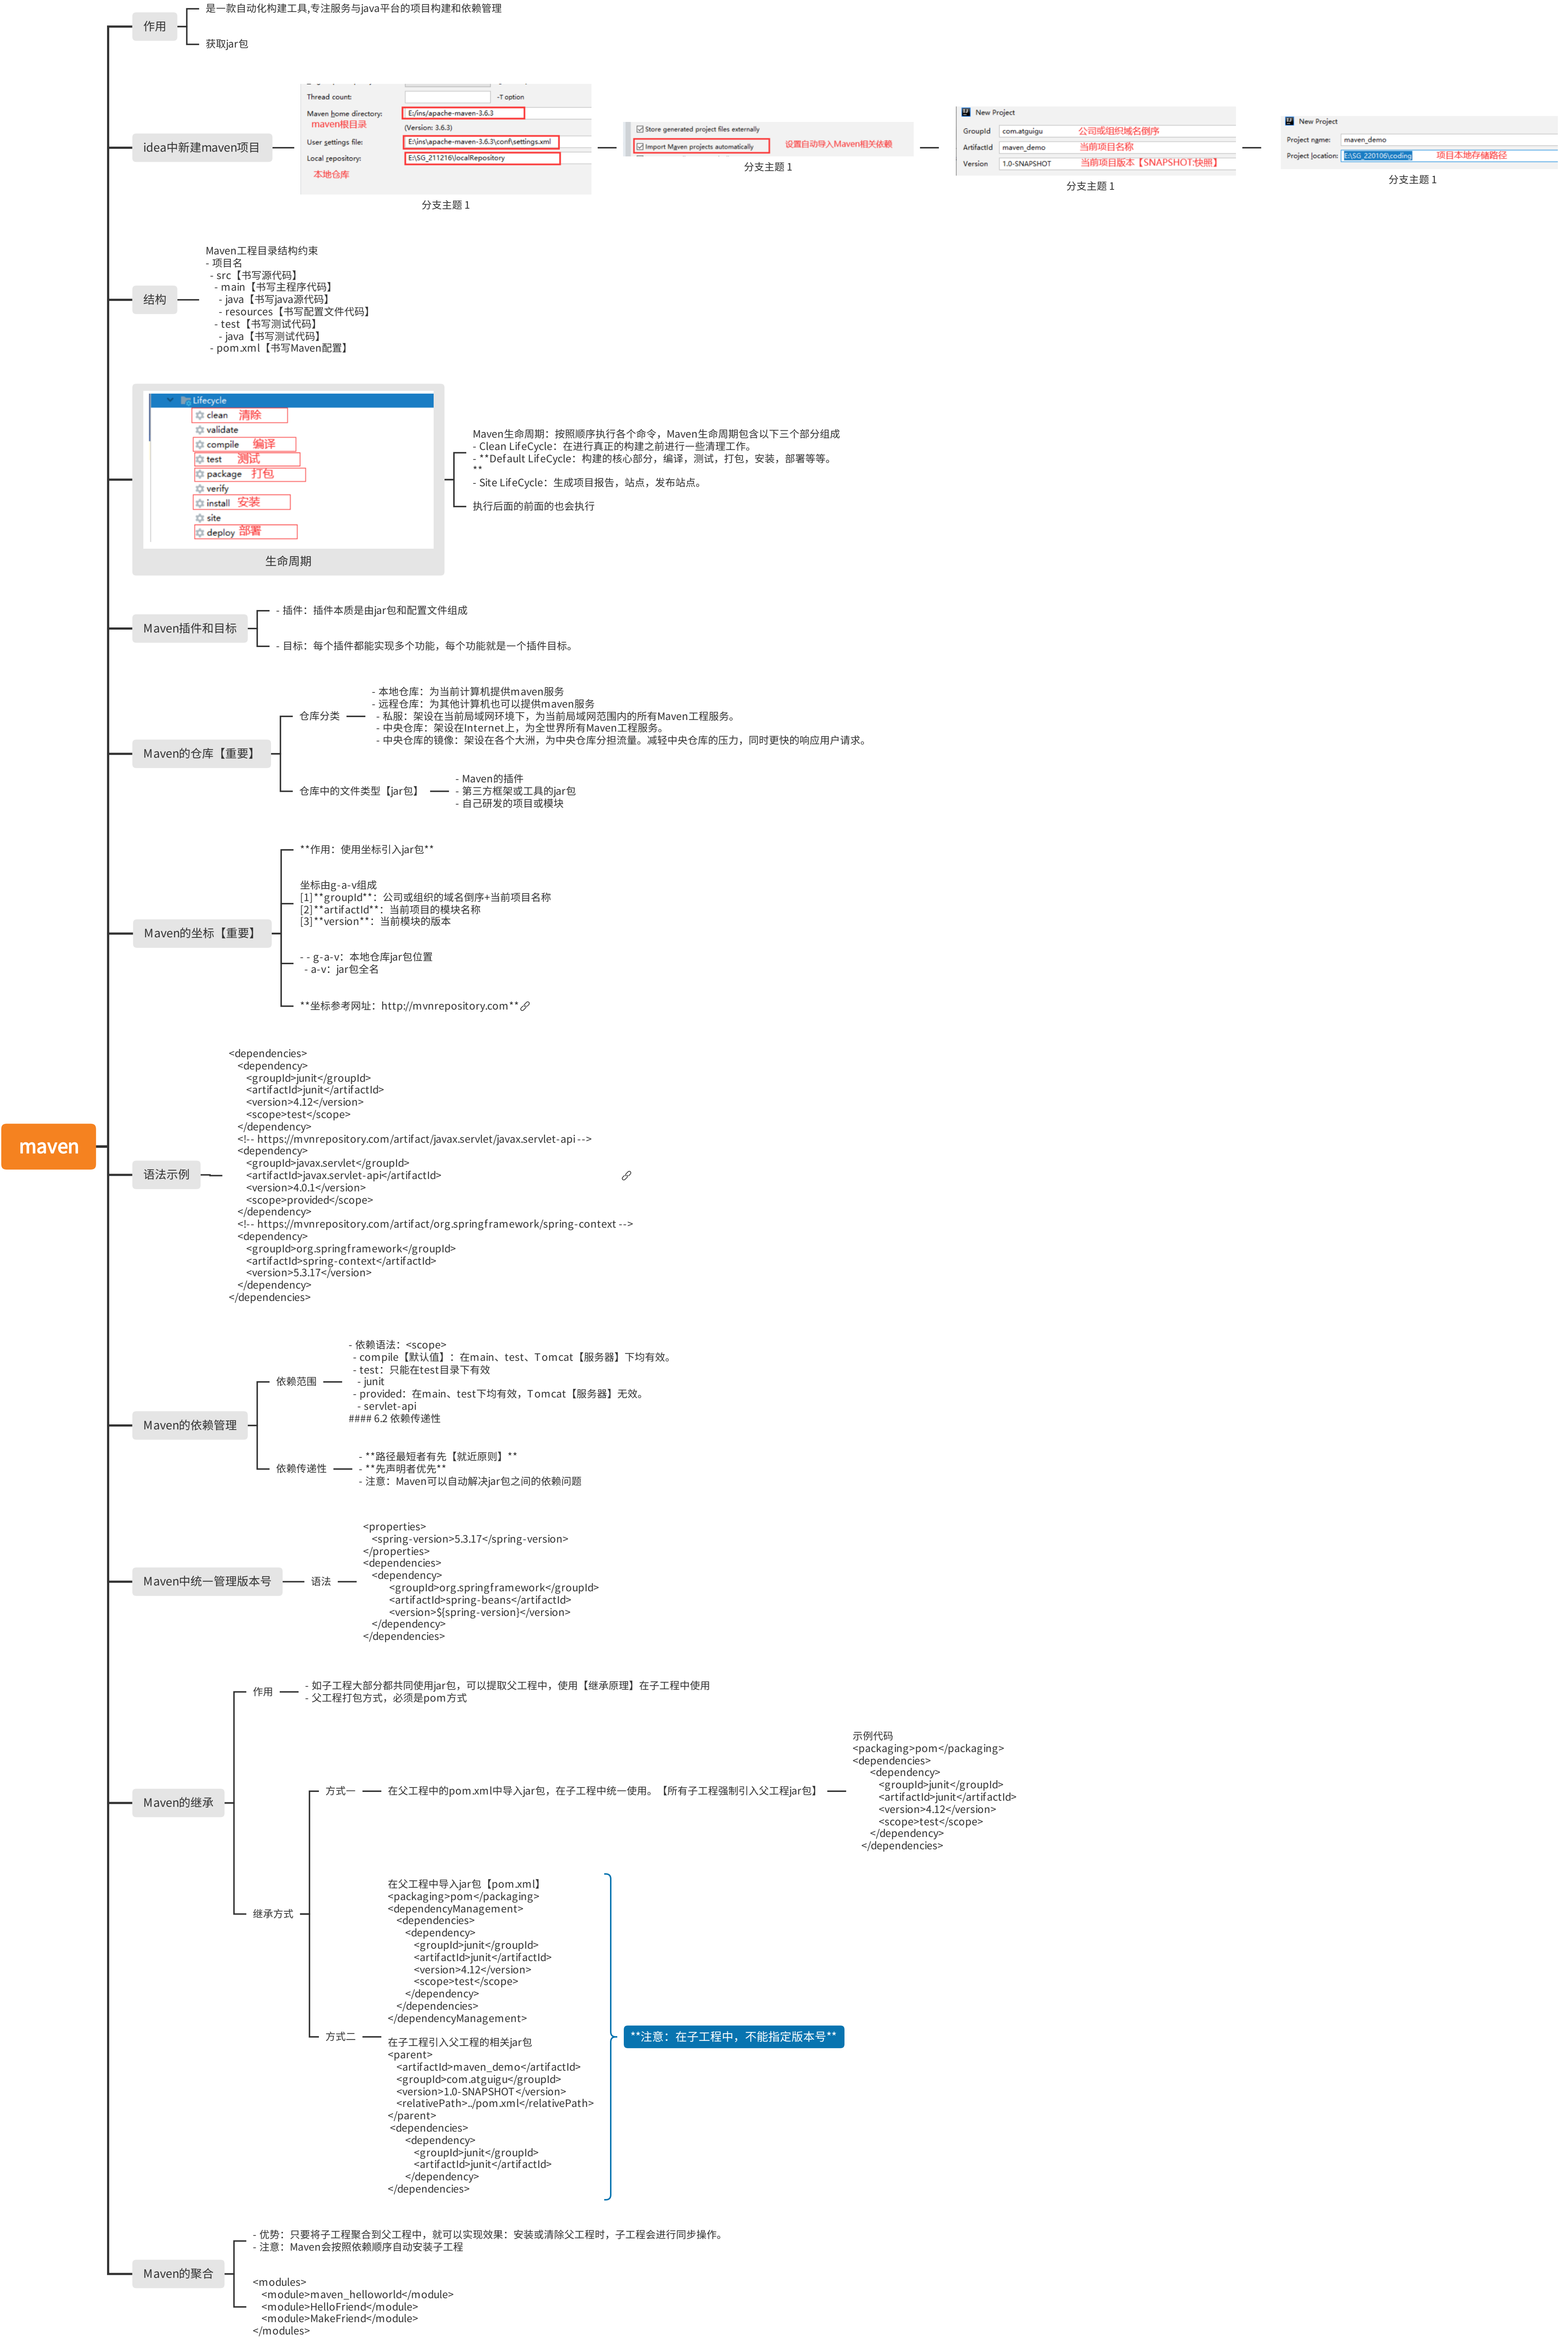 maven
作用
是一款自动化构建工具,专注服务与java平台的项目构建和依赖管理
获取jar包
idea中新建maven项目
Thread count:
-T option
Maven home directory:
E:/ins/apache-maven-3.6.3
maven根目录
(Version: 3.6.3)
User settings file:
E:\ins\apache-maven-3.6.3\conf\settings.xml
Local repository:
E:\SG_211216\localRepository
本地仓库
分支主题 1
Store generated project files externally
Import Maven projects automatically
设置自动导入Maven相关依赖
分支主题 1
New Project
GroupId
com.atguigu
公司或组织域名倒序
ArtifactId
maven_demo
当前项目名称
Version
1.0-SNAPSHOT
当前项目版本【SNAPSHOT:快照】
分支主题 1
New Project
Project name:
maven_demo
Project location:
E:\SG_220106\coding
项目本地存储路径
分支主题 1
结构
Maven工程目录结构约束
- 项目名
- src【书写源代码】
- main【书写主程序代码】
- java【书写java源代码】
- resources【书写配置文件代码】
- test【书写测试代码】
- java【书写测试代码】
- pom.xml【书写Maven配置】
Lifecycle
clean 清除
validate
compile 编译
test 测试
package 打包
verify
install 安装
site
deploy 部署
生命周期
Maven生命周期：按照顺序执行各个命令，Maven生命周期包含以下三个部分组成
- Clean LifeCycle：在进行真正的构建之前进行一些清理工作。
- **Default LifeCycle：构建的核心部分，编译，测试，打包，安装，部署等等。
**
- Site LifeCycle：生成项目报告，站点，发布站点。
执行后面的前面的也会执行
Maven插件和目标
- 插件：插件本质是由jar包和配置文件组成
- 目标：每个插件都能实现多个功能，每个功能就是一个插件目标。
Maven的仓库【重要】
仓库分类
- 本地仓库：为当前计算机提供maven服务
- 远程仓库：为其他计算机也可以提供maven服务
- 私服：架设在当前局域网环境下，为当前局域网范围内的所有Maven工程服务。
- 中央仓库：架设在Internet上，为全世界所有Maven工程服务。
- 中央仓库的镜像：架设在各个大洲，为中央仓库分担流量。减轻中央仓库的压力，同时更快的响应用户请求。
仓库中的文件类型【jar包】
- Maven的插件
- 第三方框架或工具的jar包
- 自己研发的项目或模块
Maven的坐标【重要】
**作用：使用坐标引入jar包**
坐标由g-a-v组成
[1]**groupId**：公司或组织的域名倒序+当前项目名称
[2]**artifactId**：当前项目的模块名称
[3]**version**：当前模块的版本
- - g-a-v：本地仓库jar包位置
- a-v：jar包全名
**坐标参考网址：http://mvnrepository.com**
语法示例
<dependencies>
<dependency>
<groupId>junit</groupId>
<artifactId>junit</artifactId>
<version>4.12</version>
<scope>test</scope>
</dependency>
<!-- https://mvnrepository.com/artifact/javax.servlet/javax.servlet-api -->
<dependency>
<groupId>javax.servlet</groupId>
<artifactId>javax.servlet-api</artifactId>
<version>4.0.1</version>
<scope>provided</scope>
</dependency>
<!-- https://mvnrepository.com/artifact/org.springframework/spring-context -->
<dependency>
<groupId>org.springframework</groupId>
<artifactId>spring-context</artifactId>
<version>5.3.17</version>
</dependency>
</dependencies>
Maven的依赖管理
依赖范围
- 依赖语法：<scope>
- compile【默认值】：在main、test、Tomcat【服务器】下均有效。
- test：只能在test目录下有效
- junit
- provided：在main、test下均有效，Tomcat【服务器】无效。
- servlet-api
#### 6.2 依赖传递性
依赖传递性
- **路径最短者有先【就近原则】**
- **先声明者优先**
- 注意：Maven可以自动解决jar包之间的依赖问题
Maven中统一管理版本号
语法
<properties>
<spring-version>5.3.17</spring-version>
</properties>
<dependencies>
<dependency>
<groupId>org.springframework</groupId>
<artifactId>spring-beans</artifactId>
<version>${spring-version}</version>
</dependency>
</dependencies>
Maven的继承
作用
- 如子工程大部分都共同使用jar包，可以提取父工程中，使用【继承原理】在子工程中使用
- 父工程打包方式，必须是pom方式
继承方式
方式一
在父工程中的pom.xml中导入jar包，在子工程中统一使用。【所有子工程强制引入父工程jar包】
示例代码
<packaging>pom</packaging>
<dependencies>
<dependency>
<groupId>junit</groupId>
<artifactId>junit</artifactId>
<version>4.12</version>
<scope>test</scope>
</dependency>
</dependencies>
方式二
在父工程中导入jar包【pom.xml】
<packaging>pom</packaging>
<dependencyManagement>
<dependencies>
<dependency>
<groupId>junit</groupId>
<artifactId>junit</artifactId>
<version>4.12</version>
<scope>test</scope>
</dependency>
</dependencies>
</dependencyManagement>
在子工程引入父工程的相关jar包
<parent>
<artifactId>maven_demo</artifactId>
<groupId>com.atguigu</groupId>
<version>1.0-SNAPSHOT</version>
<relativePath>../pom.xml</relativePath>
</parent>
<dependencies>
<dependency>
<groupId>junit</groupId>
<artifactId>junit</artifactId>
</dependency>
</dependencies>
**注意：在子工程中，不能指定版本号**
Maven的聚合
- 优势：只要将子工程聚合到父工程中，就可以实现效果：安装或清除父工程时，子工程会进行同步操作。
- 注意：Maven会按照依赖顺序自动安装子工程
<modules>
<module>maven_helloworld</module>
<module>HelloFriend</module>
<module>MakeFriend</module>
</modules>